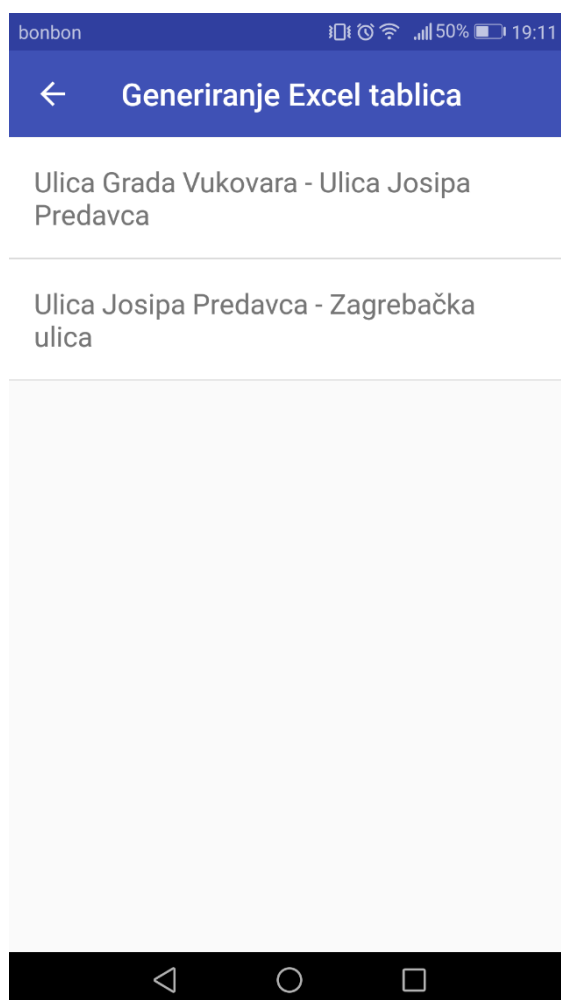 bonbon 50% 19:11
Generiranje Excel tablica
Ulica Grada Vukovara - Ulica Josipa
Predavca
Ulica Josipa Predavca - Zagrebačka
ulica